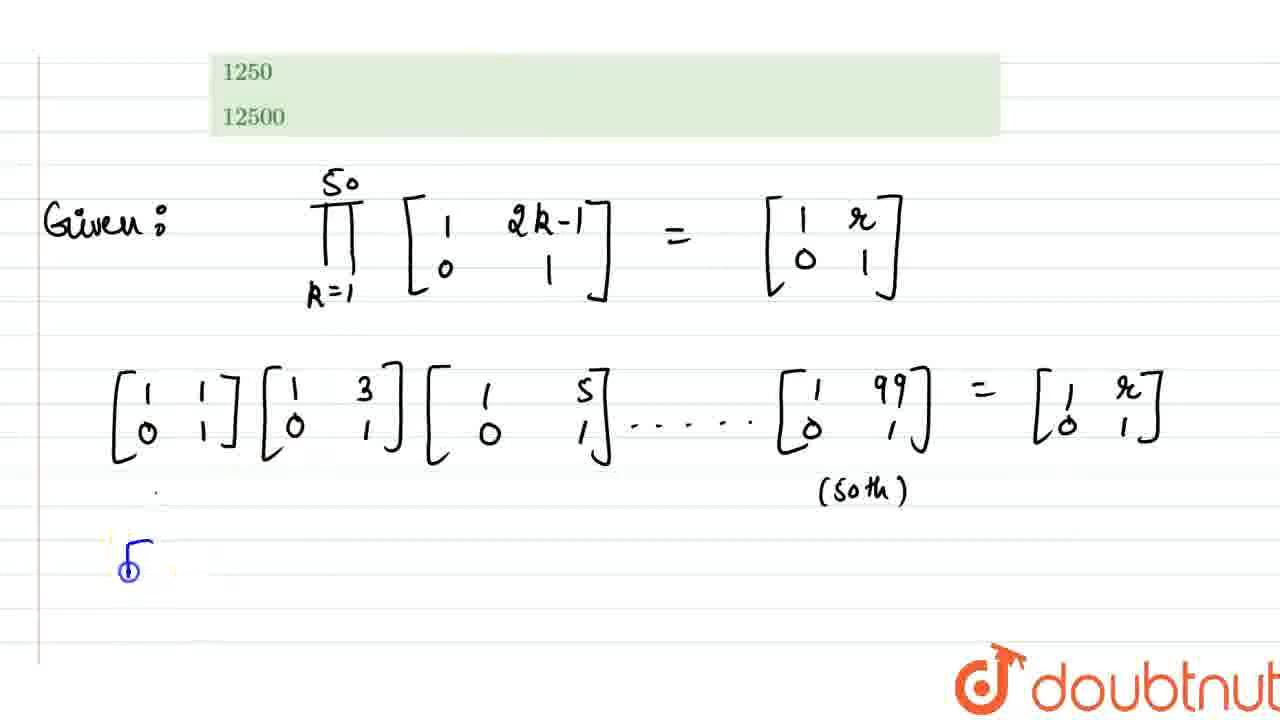 1250
12500
Given: 50 ∏ k=1 [1 2k-1 0 1] = [1 r 0 1]
[1 1 0 1] [1 3 0 1] [1 5 0 1] ...... [1 99 0 1] = [1 r 0 1]
(50th)
doubtnut